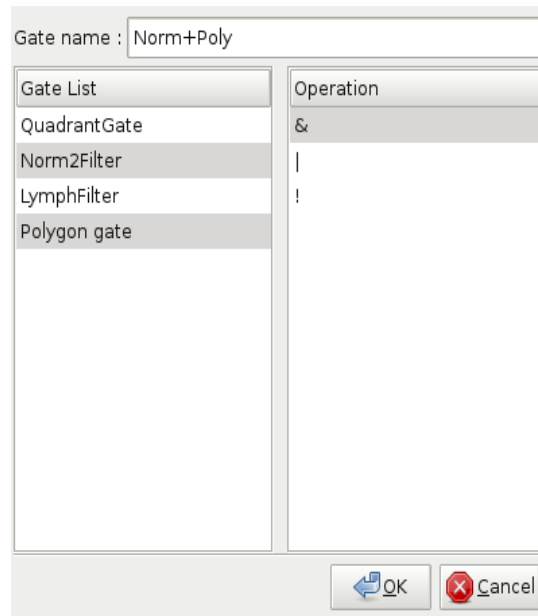 Gate name : Norm+Poly
Gate List
Operation
QuadrantGate
&
Norm2Filter
|
LymphFilter
!
Polygon gate
OK
Cancel